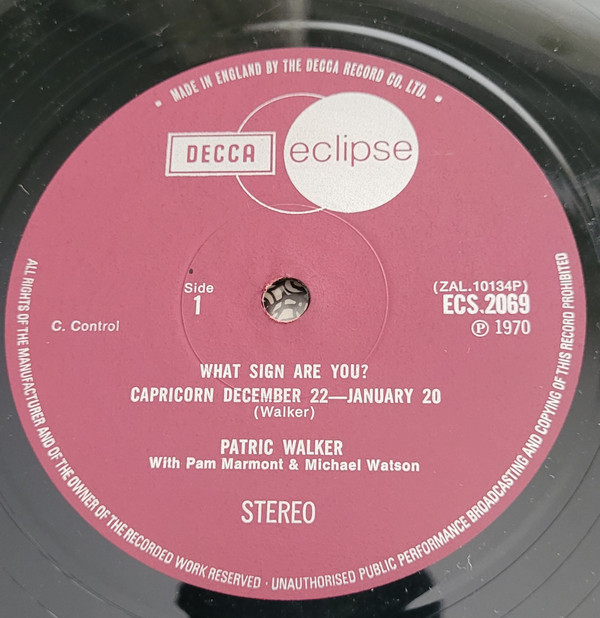 • MADE IN ENGLAND BY THE DECCA RECORD CO. LTD. •
DECCA eclipse
Side
1
(ZAL.10134P)
ECS.2069
Ⓟ 1970
C. Control
WHAT SIGN ARE YOU?
CAPRICORN DECEMBER 22—JANUARY 20
(Walker)
PATRIC WALKER
With Pam Marmont & Michael Watson
STEREO
ALL RIGHTS OF THE MANUFACTURER AND OF THE OWNER OF THE RECORDED WORK RESERVED · UNAUTHORISED PUBLIC PERFORMANCE BROADCASTING AND COPYING OF THIS RECORD PROHIBITED